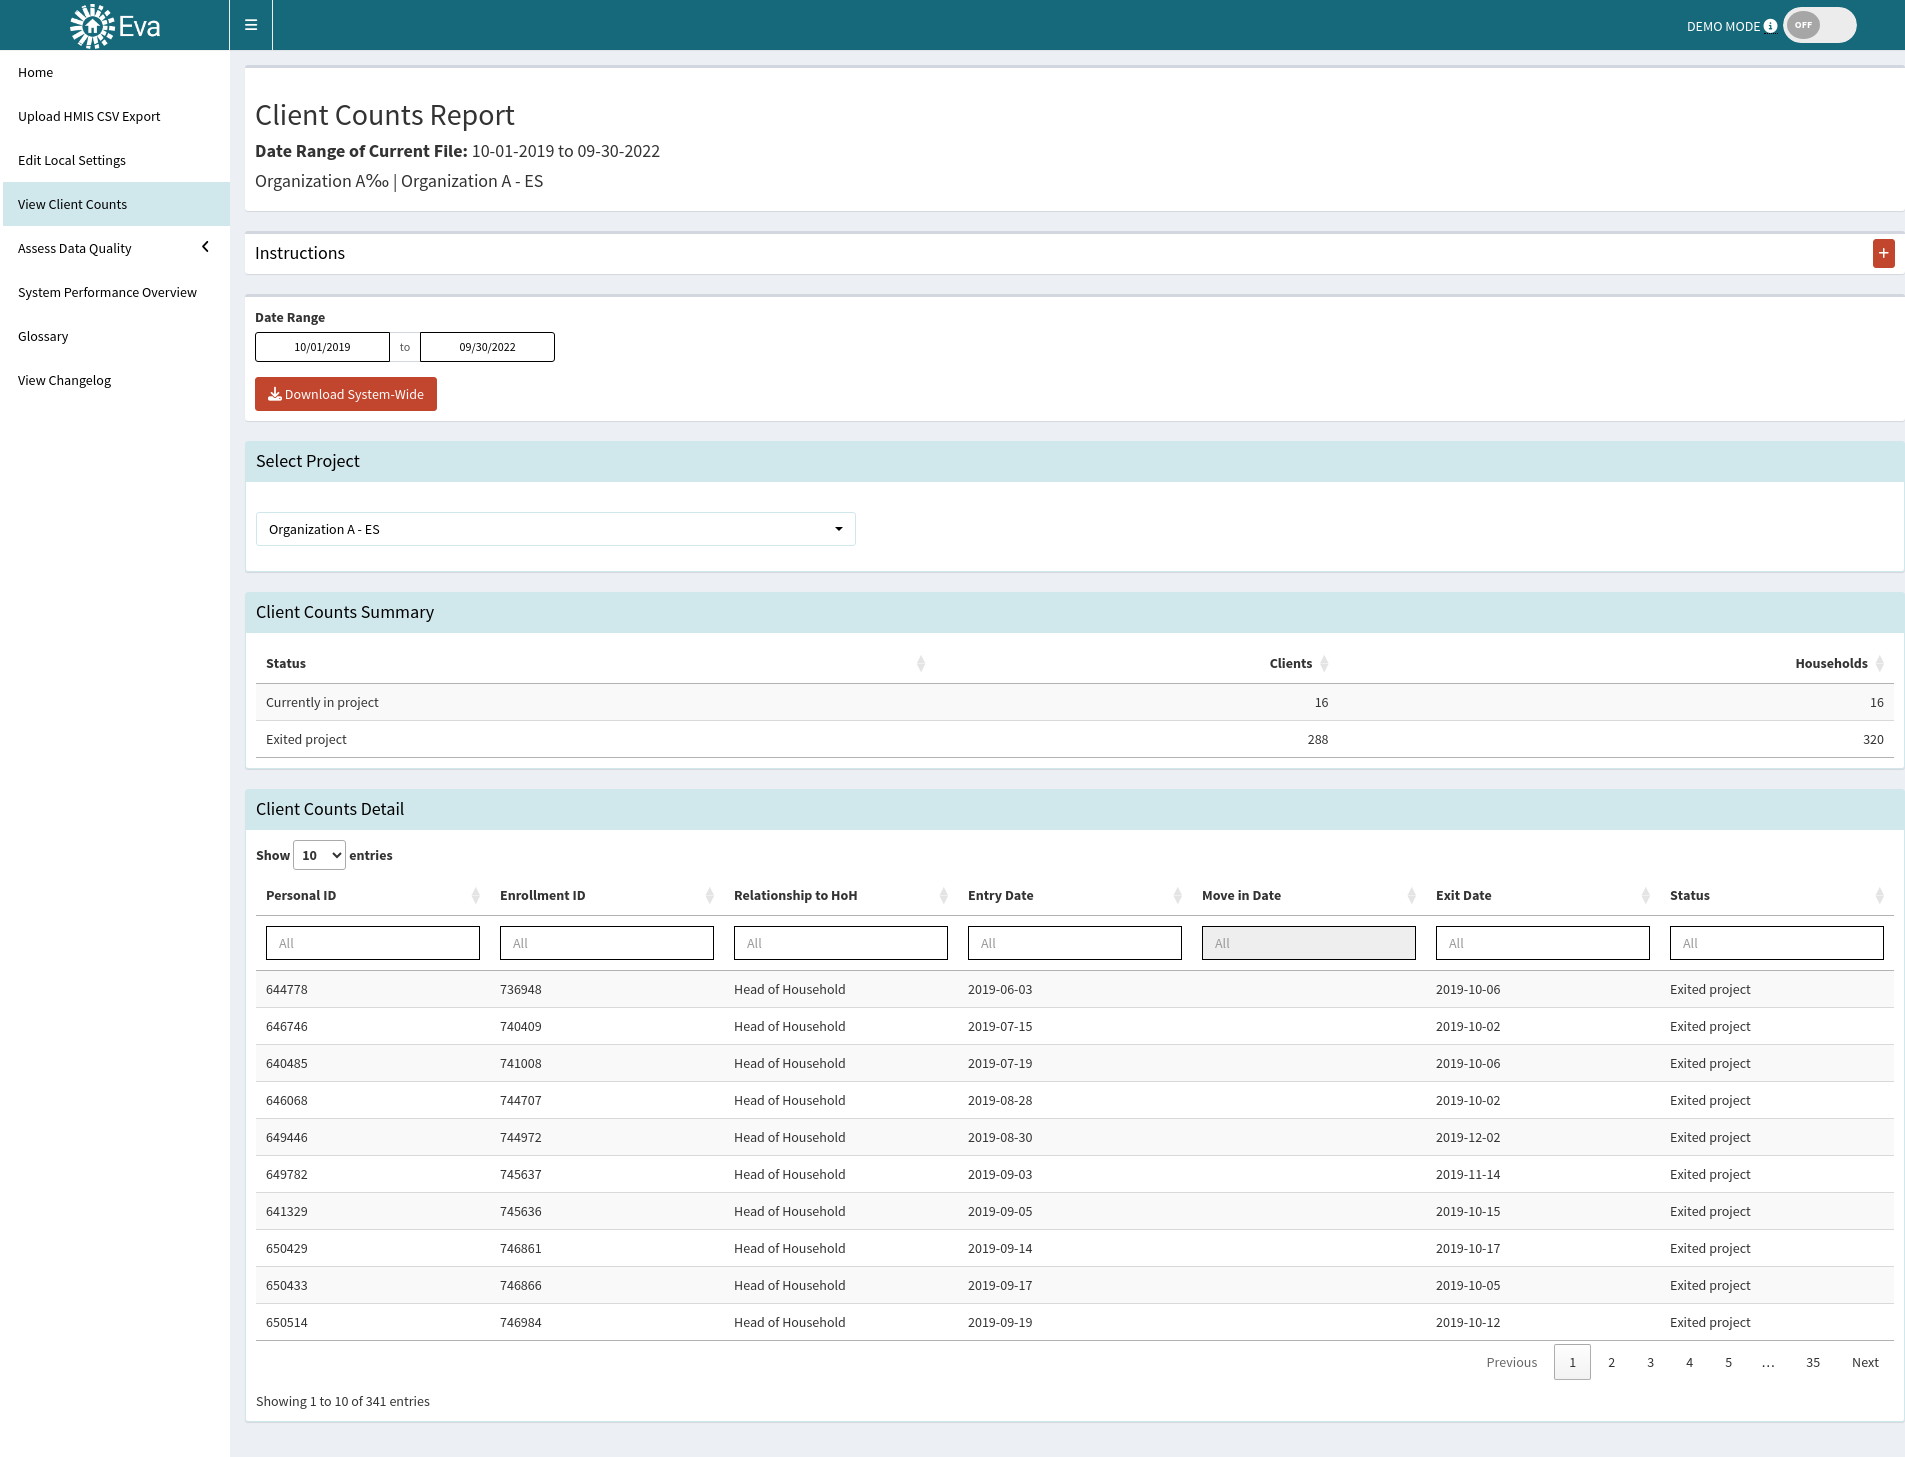 Eva
DEMO MODE OFF
Home
Upload HMIS CSV Export
Edit Local Settings
View Client Counts
Assess Data Quality
System Performance Overview
Glossary
View Changelog
Client Counts Report
Date Range of Current File: 10-01-2019 to 09-30-2022
Organization A‰ | Organization A - ES
Instructions
+
Date Range
10/01/2019 to 09/30/2022
Download System-Wide
Select Project
Organization A - ES
Client Counts Summary
Status Clients Households
Currently in project 16 16
Exited project 288 320
Client Counts Detail
Show 10 entries
Personal ID Enrollment ID Relationship to HoH Entry Date Move in Date Exit Date Status
All All All All All All All
644778 736948 Head of Household 2019-06-03 2019-10-06 Exited project
646746 740409 Head of Household 2019-07-15 2019-10-02 Exited project
640485 741008 Head of Household 2019-07-19 2019-10-06 Exited project
646068 744707 Head of Household 2019-08-28 2019-10-02 Exited project
649446 744972 Head of Household 2019-08-30 2019-12-02 Exited project
649782 745637 Head of Household 2019-09-03 2019-11-14 Exited project
641329 745636 Head of Household 2019-09-05 2019-10-15 Exited project
650429 746861 Head of Household 2019-09-14 2019-10-17 Exited project
650433 746866 Head of Household 2019-09-17 2019-10-05 Exited project
650514 746984 Head of Household 2019-09-19 2019-10-12 Exited project
Previous 1 2 3 4 5 … 35 Next
Showing 1 to 10 of 341 entries